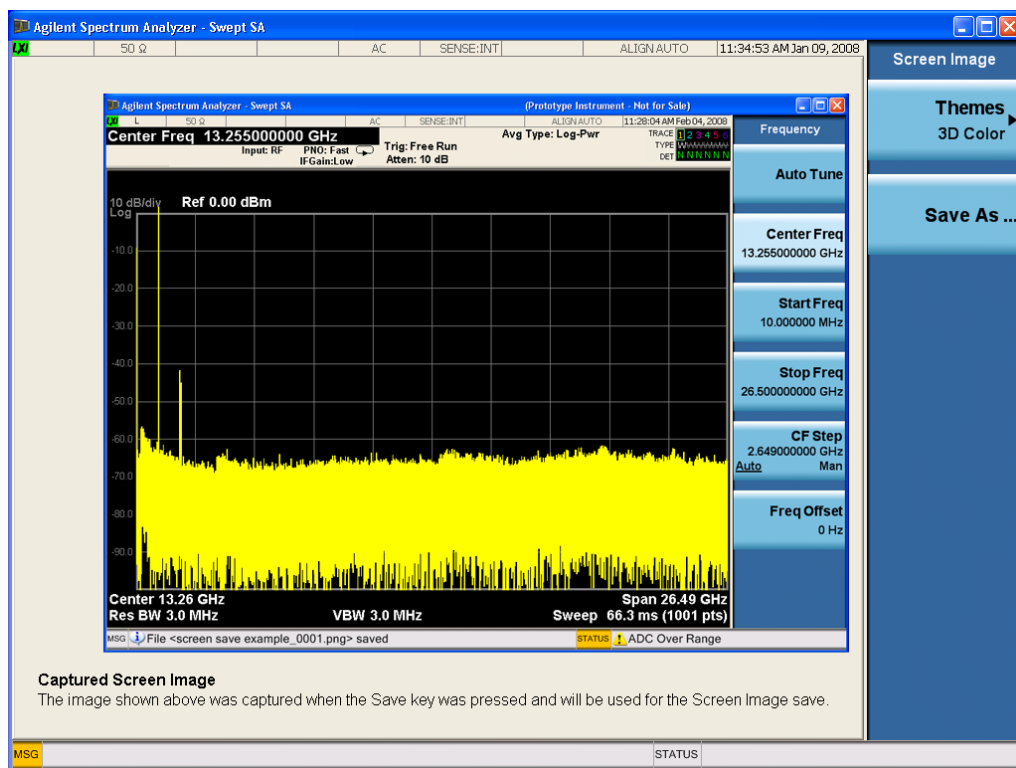 Agilent Spectrum Analyzer - Swept SA
LXI 50 Ω AC SENSE:INT ALIGN AUTO 11:34:53 AM Jan 09, 2008
Screen Image
Themes
3D Color
Save As ...
Agilent Spectrum Analyzer - Swept SA (Prototype Instrument - Not for Sale)
LXI L 50 Ω AC SENSE:INT ALIGN AUTO 11:28:04 AM Feb 04, 2008
Center Freq 13.255000000 GHz
Input: RF PNO: Fast Trig: Free Run
IFGain:Low Atten: 10 dB
Avg Type: Log-Pwr
TRACE 1 2 3 4 5 6
TYPE WWWWWW
DET N N N N N N
10 dB/div Ref 0.00 dBm
Log
-10.0
-20.0
-30.0
-40.0
-50.0
-60.0
-70.0
-80.0
-90.0
Center 13.26 GHz Span 26.49 GHz
Res BW 3.0 MHz VBW 3.0 MHz Sweep 66.3 ms (1001 pts)
MSG File <screen save example_0001.png> saved STATUS ADC Over Range
Frequency
Auto Tune
Center Freq
13.255000000 GHz
Start Freq
10.000000 MHz
Stop Freq
26.500000000 GHz
CF Step
2.649000000 GHz
Auto Man
Freq Offset
0 Hz
Captured Screen Image
The image shown above was captured when the Save key was pressed and will be used for the Screen Image save.
MSG STATUS